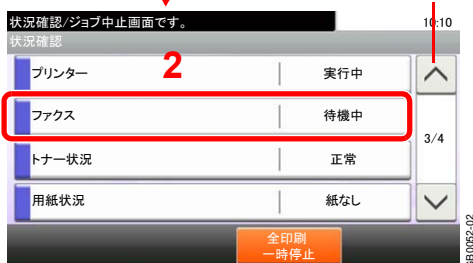 状況確認/ジョブ中止画面です。
10:10
状況確認
プリンター 実行中
2
ファクス 待機中
3/4
トナー状況 正常
用紙状況 紙なし
全印刷
一時停止